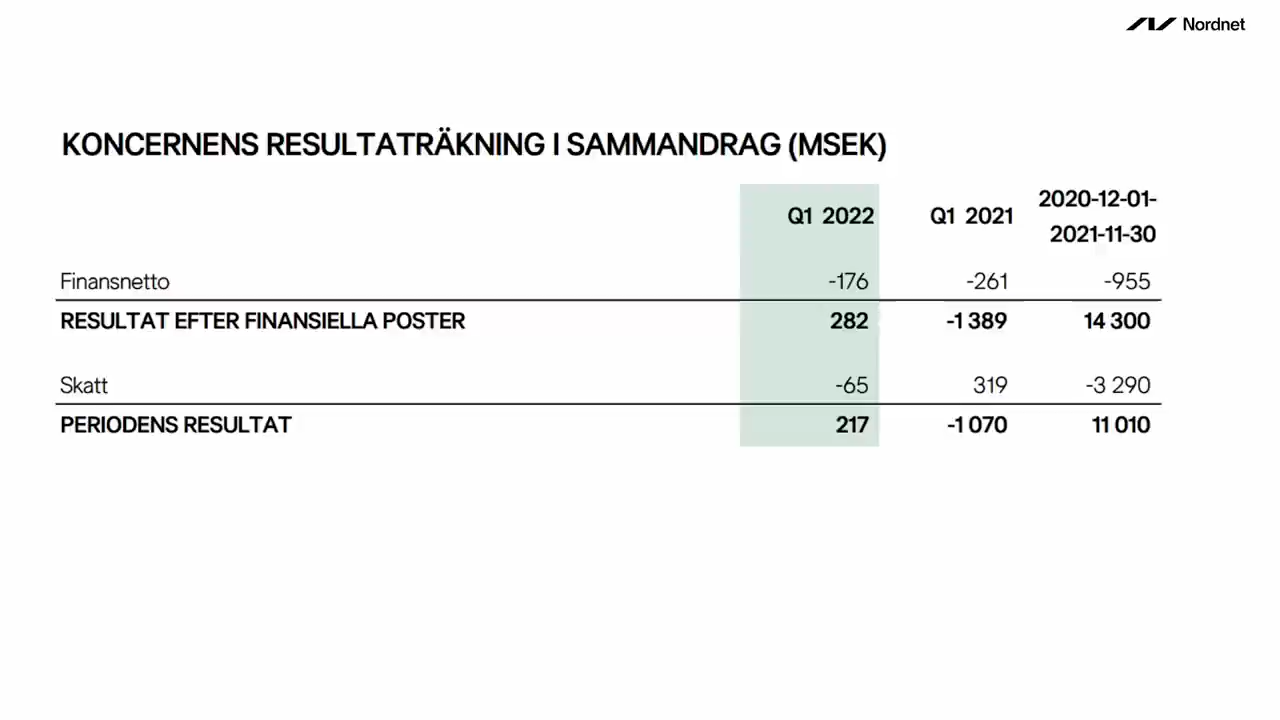 Nordnet
KONCERNENS RESULTATRÄKNING I SAMMANDRAG (MSEK)
Q1 2022 Q1 2021 2020-12-01-
2021-11-30
Finansnetto -176 -261 -955
RESULTAT EFTER FINANSIELLA POSTER 282 -1 389 14 300
Skatt -65 319 -3 290
PERIODENS RESULTAT 217 -1 070 11 010